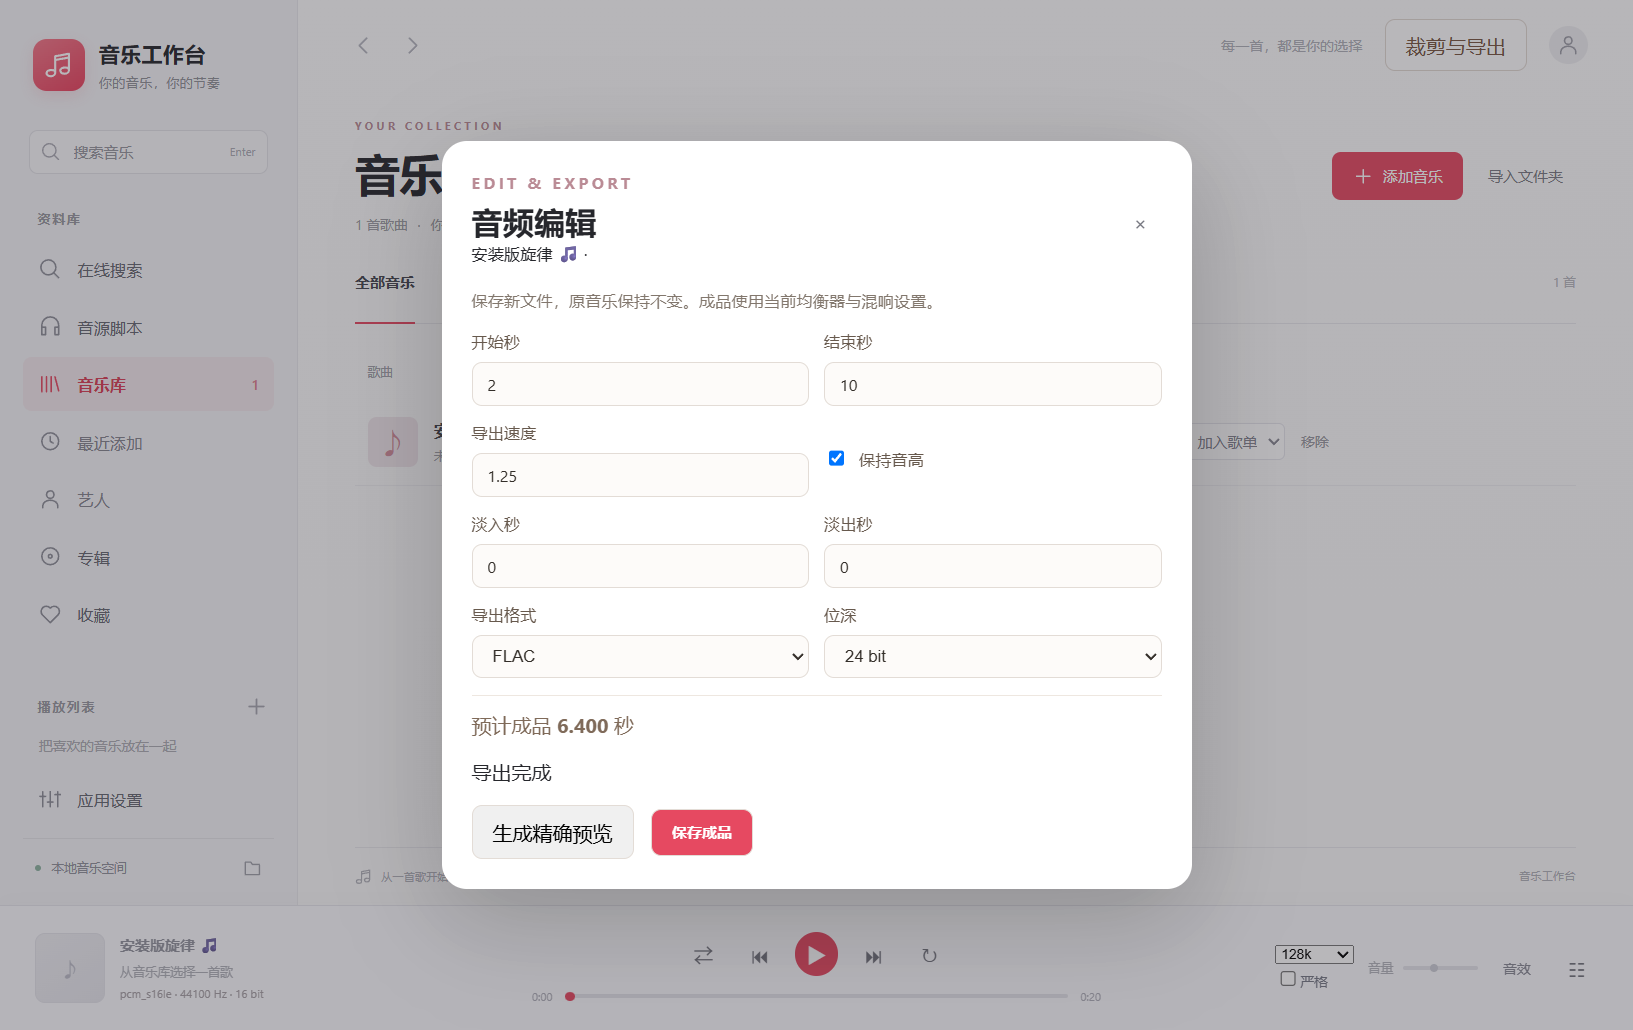 音乐工作台
你的音乐，你的节奏
搜索音乐 Enter
资料库
在线搜索
音源脚本
音乐库 1
最近添加
艺人
专辑
收藏
播放列表
把喜欢的音乐放在一起
应用设置
本地音乐空间
每一首，都是你的选择 裁剪与导出
YOUR COLLECTION
音乐
添加音乐 导入文件夹
1 首歌曲 · 你
全部音乐 1 首
歌曲
加入歌单 移除
从一首歌开始
音乐工作台
EDIT & EXPORT
音频编辑 ×
安装版旋律 🎵 ·
保存新文件，原音乐保持不变。成品使用当前均衡器与混响设置。
开始秒 结束秒
2 10
导出速度
1.25 保持音高
淡入秒 淡出秒
0 0
导出格式 位深
FLAC 24 bit
预计成品 6.400 秒
导出完成
生成精确预览 保存成品
安装版旋律 🎵
从音乐库选择一首歌
pcm_s16le · 44100 Hz · 16 bit
0:00 0:20
128k 音量 音效
严格